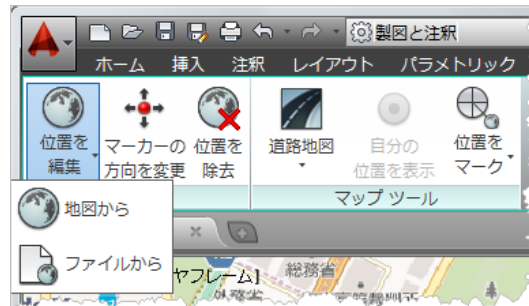 製図と注釈
ホーム 挿入 注釈 レイアウト パラメトリック
位置を編集 マーカーの方向を変更 位置を除去 道路地図 自分の位置を表示 位置をマーク
マップ ツール
地図から
ファイルから
ヤフレーム]
総務省
外務省